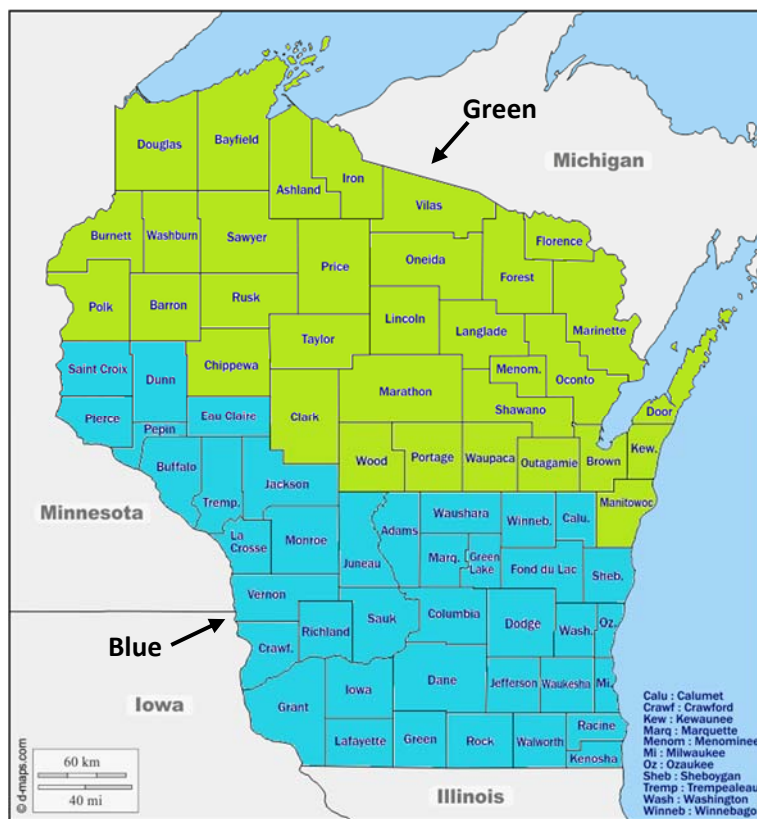 Green
Michigan
Douglas
Bayfield
Ashland
Iron
Vilas
Burnett
Washburn
Sawyer
Price
Oneida
Florence
Forest
Polk
Barron
Rusk
Lincoln
Langlade
Marinette
Taylor
Saint Croix
Dunn
Chippewa
Menom.
Oconto
Marathon
Shawano
Clark
Door
Pierce
Pepin
Eau Claire
Wood
Portage
Waupaca
Outagamie
Brown
Kew.
Buffalo
Tremp.
Jackson
Manitowoc
Minnesota
Adams
Waushara
Winneb.
Calu.
La
Crosse
Monroe
Juneau
Marq.
Green
Lake
Fond du Lac
Sheb.
Vernon
Blue
Richland
Sauk
Columbia
Dodge
Wash.
Oz.
Crawf.
Iowa
Grant
Iowa
Dane
Jefferson
Waukesha
Mi.
Lafayette
Green
Rock
Walworth
Racine
Kenosha
Illinois
Calu : Calumet
Crawf : Crawford
Kew : Kewaunee
Marq : Marquette
Menom : Menominee
Mi : Milwaukee
Oz : Ozaukee
Sheb : Sheboygan
Tremp : Trempealeau
Wash : Washington
Winneb : Winnebago
60 km
40 mi
© d-maps.com